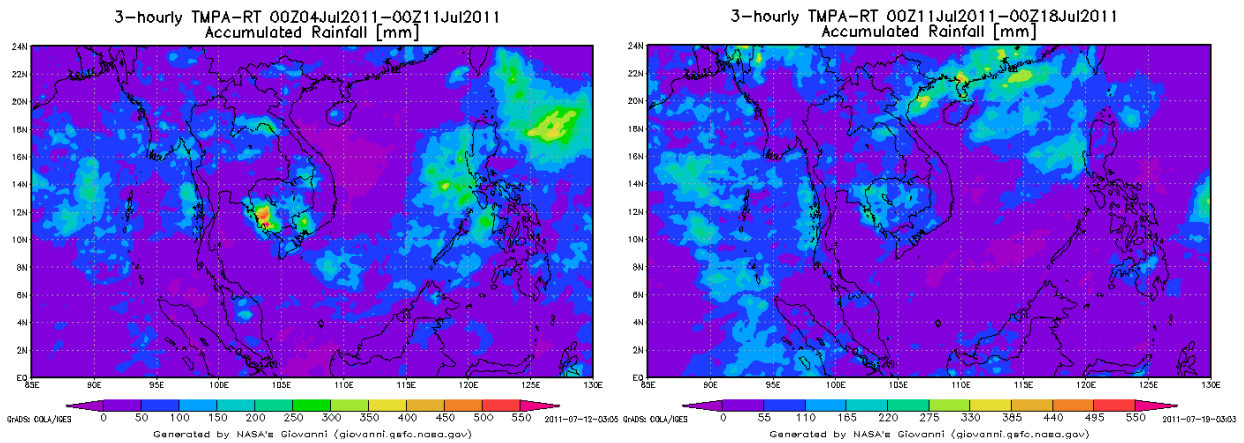 3-hourly TMPA-RT 00Z04Jul2011-00Z11Jul2011
Accumulated Rainfall [mm]
24N
22N
20N
18N
16N
14N
12N
10N
8N
6N
4N
2N
EQ
85E 90E 95E 100E 105E 110E 115E 120E 125E 130E
0 50 100 150 200 250 300 350 400 450 500 550
GrADS: COLA/IGES 2011-07-12-03:03
Generated by NASA's Giovanni (giovanni.gsfc.nasa.gov)
3-hourly TMPA-RT 00Z11Jul2011-00Z18Jul2011
Accumulated Rainfall [mm]
24N
22N
20N
18N
16N
14N
12N
10N
8N
6N
4N
2N
EQ
85E 90E 95E 100E 105E 110E 115E 120E 125E 130E
0 55 110 165 220 275 330 385 440 495 550
GrADS: COLA/IGES 2011-07-19-03:05
Generated by NASA's Giovanni (giovanni.gsfc.nasa.gov)